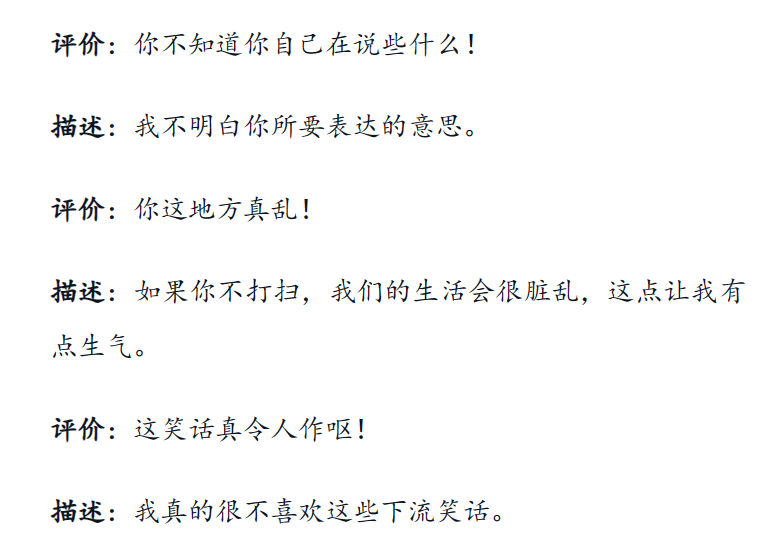 评价：你不知道你自己在说些什么！
描述：我不明白你所要表达的意思。
评价：你这地方真乱！
描述：如果你不打扫，我们的生活会很脏乱，这点让我有
点生气。
评价：这笑话真令人作呕！
描述：我真的很不喜欢这些下流笑话。